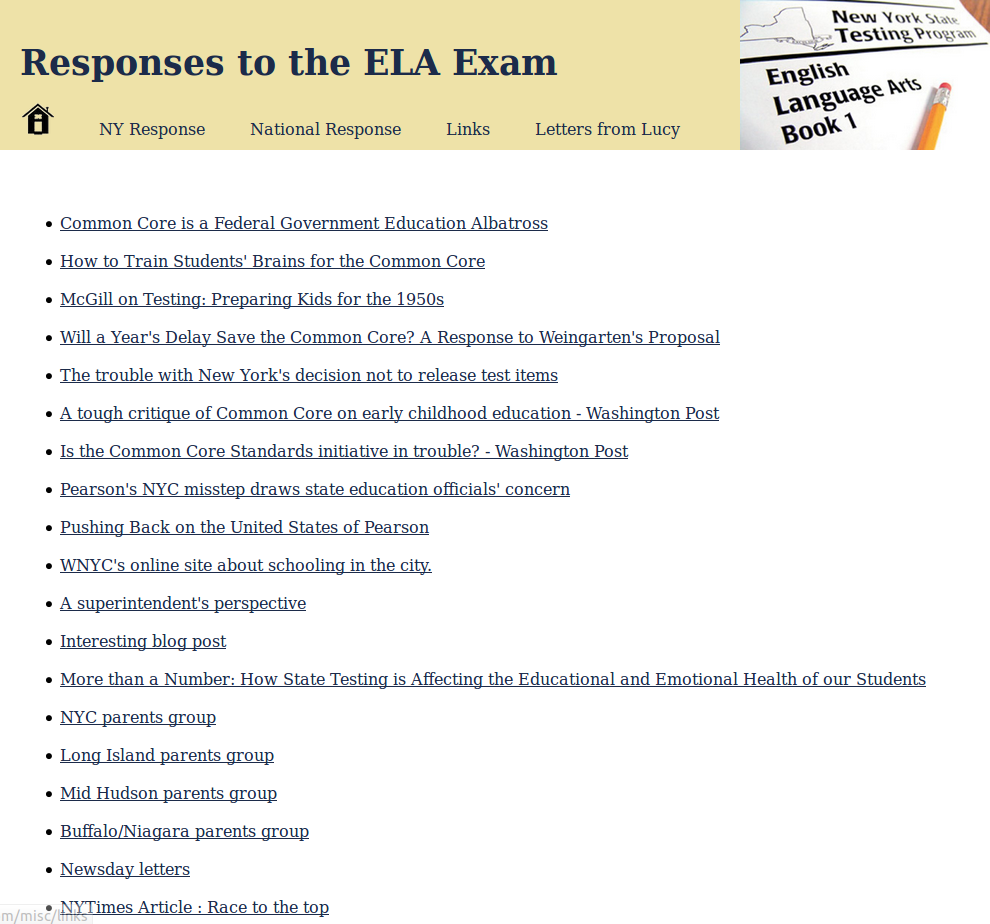 New York State
Testing Program
English
Language Arts
Book 1
Responses to the ELA Exam
NY Response
National Response
Links
Letters from Lucy
Common Core is a Federal Government Education Albatross
How to Train Students' Brains for the Common Core
McGill on Testing: Preparing Kids for the 1950s
Will a Year's Delay Save the Common Core? A Response to Weingarten's Proposal
The trouble with New York's decision not to release test items
A tough critique of Common Core on early childhood education - Washington Post
Is the Common Core Standards initiative in trouble? - Washington Post
Pearson's NYC misstep draws state education officials' concern
Pushing Back on the United States of Pearson
WNYC's online site about schooling in the city.
A superintendent's perspective
Interesting blog post
More than a Number: How State Testing is Affecting the Educational and Emotional Health of our Students
NYC parents group
Long Island parents group
Mid Hudson parents group
Buffalo/Niagara parents group
Newsday letters
NYTimes Article : Race to the top
m/misc/links